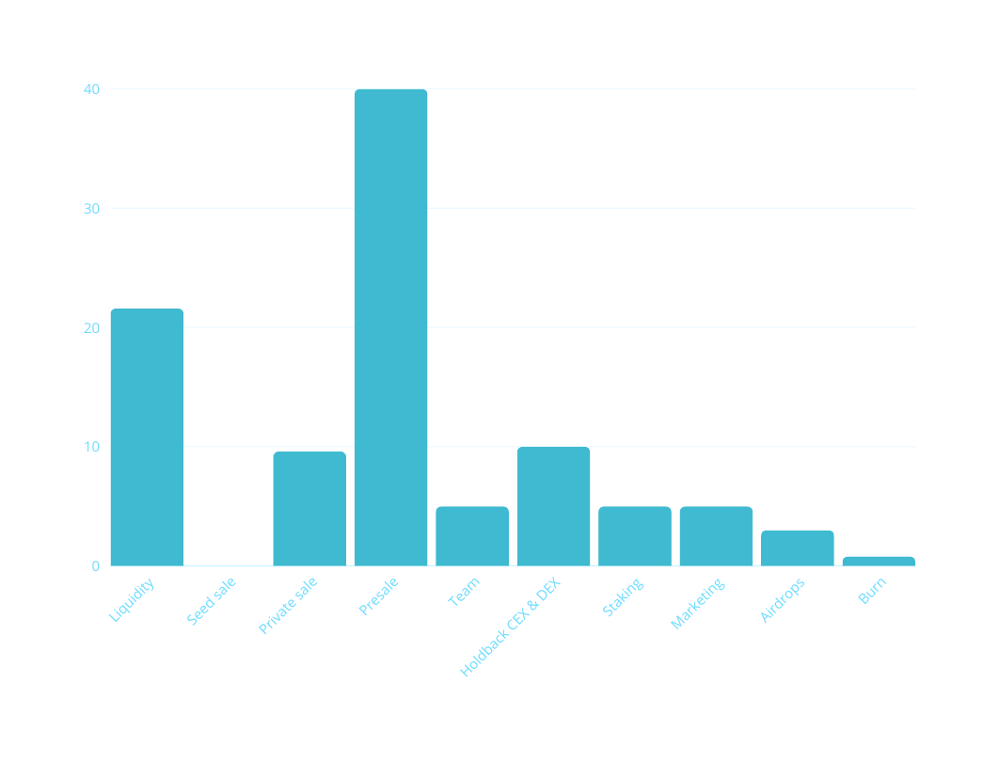 40
30
20
10
0
Liquidity
Seed sale
Private sale
Presale
Team
Holdback CEX & DEX
Staking
Marketing
Airdrops
Burn